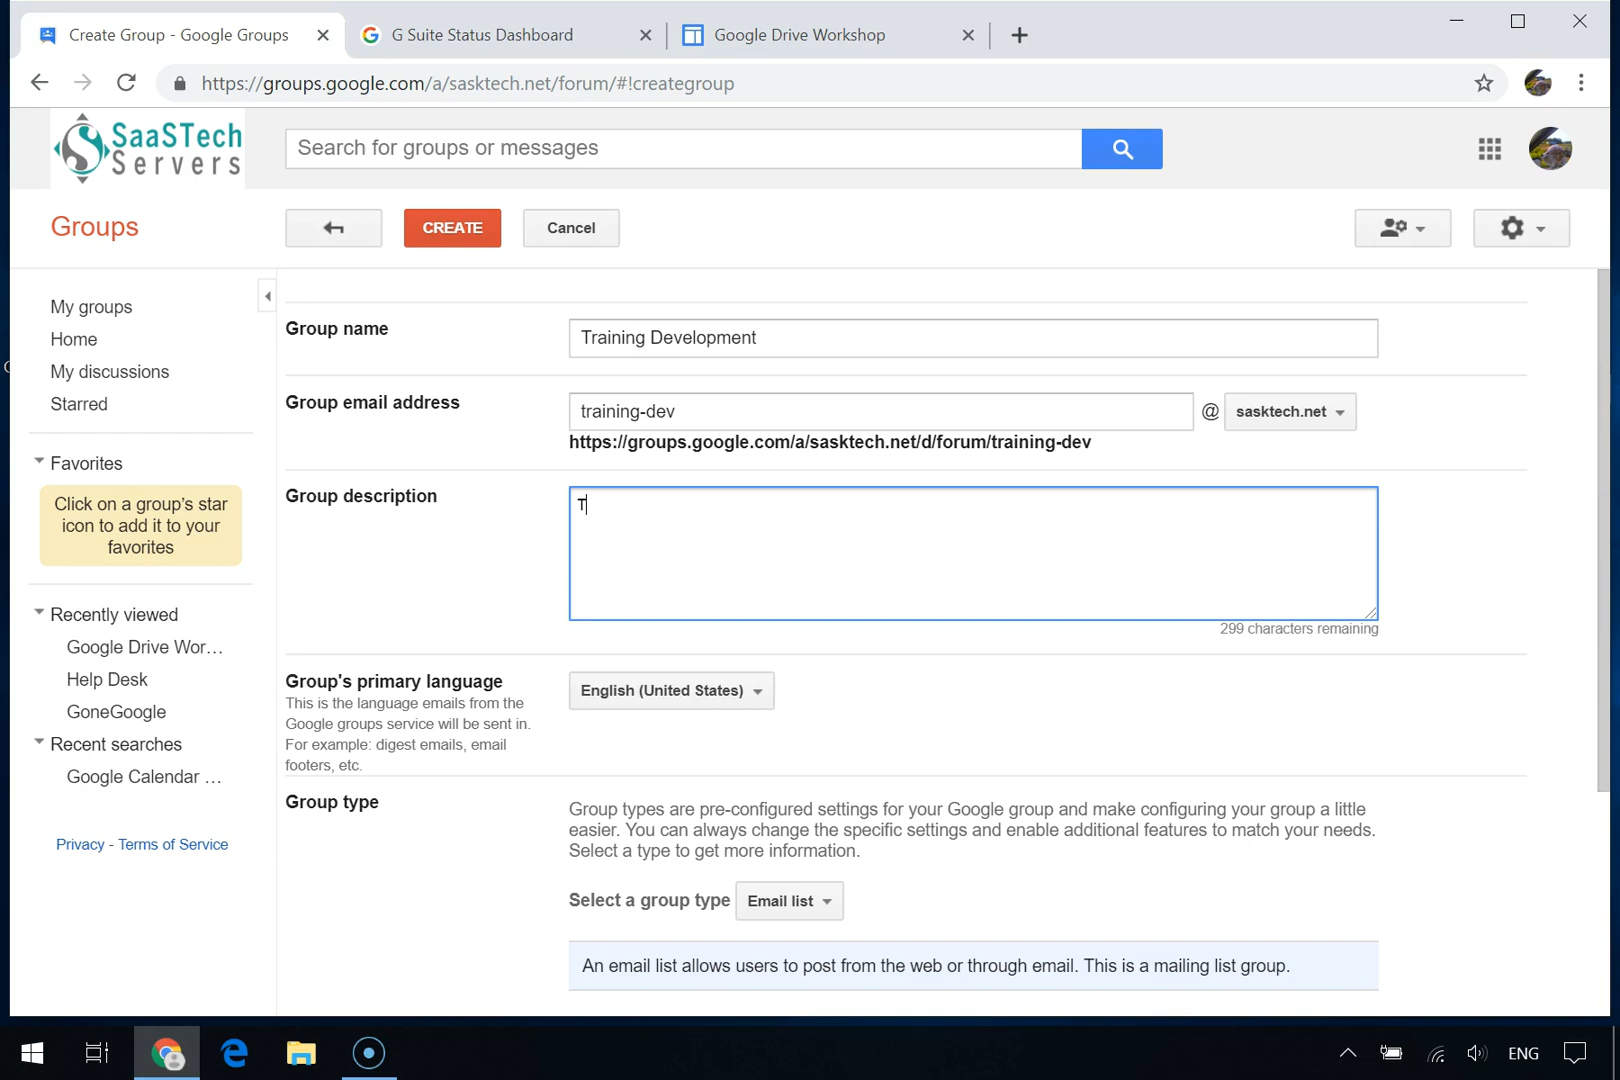 Create Group - Google Groups
G Suite Status Dashboard
Google Drive Workshop
https://groups.google.com/a/sasktech.net/forum/#!creategroup
SaaSTech
Servers
Search for groups or messages
Groups
CREATE
Cancel
My groups
Home
My discussions
Starred
Favorites
Click on a group's star
icon to add it to your
favorites
Recently viewed
Google Drive Wor...
Help Desk
GoneGoogle
Recent searches
Google Calendar ...
Privacy - Terms of Service
Group name
Training Development
Group email address
training-dev
@
sasktech.net
https://groups.google.com/a/sasktech.net/d/forum/training-dev
Group description
T
299 characters remaining
Group's primary language
This is the language emails from the
Google groups service will be sent in.
For example: digest emails, email
footers, etc.
English (United States)
Group type
Group types are pre-configured settings for your Google group and make configuring your group a little
easier. You can always change the specific settings and enable additional features to match your needs.
Select a type to get more information.
Select a group type
Email list
An email list allows users to post from the web or through email. This is a mailing list group.
ENG